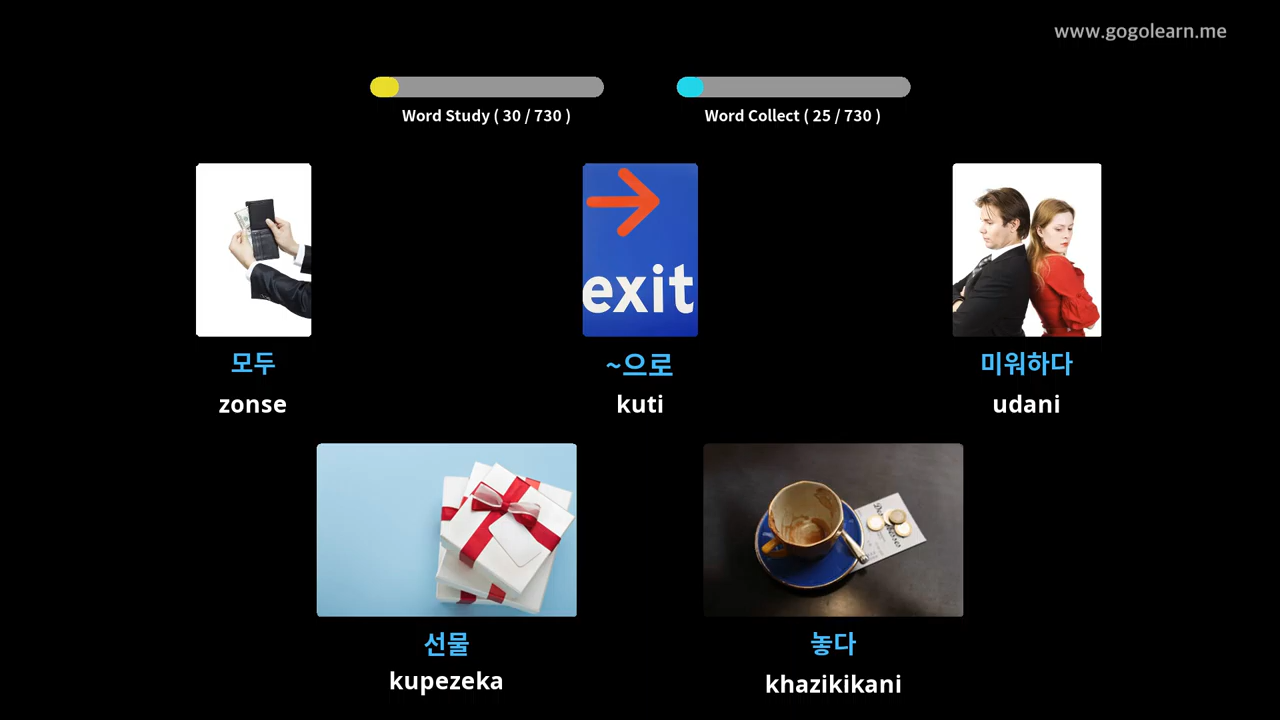 www.gogolearn.me
Word Study ( 30 / 730 )
Word Collect ( 25 / 730 )
exit
모두
~으로
미워하다
zonse
kuti
udani
선물
놓다
kupezeka
khazikikani